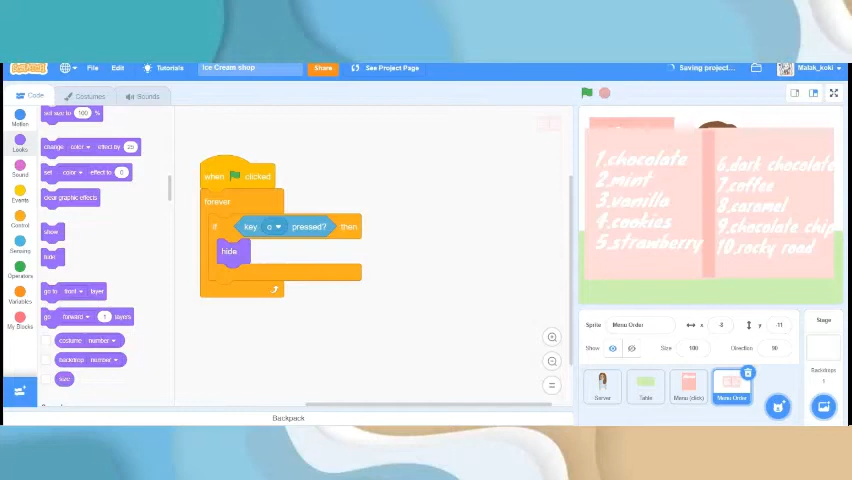 SCRATCH
File
Edit
Tutorials
Ice Cream shop
Share
See Project Page
Saving project...
Malak_koki
Code
Costumes
Sounds
Motion
Looks
Sound
Events
Control
Sensing
Operators
Variables
My Blocks
set size to 100 %
change color effect by 25
set color effect to 0
clear graphic effects
show
hide
go to front layer
go forward 1 layers
costume number
backdrop number
size
when clicked
forever
if key o pressed? then
hide
Backpack
1.chocolate
2.mint
3.vanilla
4.cookies
5.strawberry
6.dark chocolate
7.coffee
8.caramel
9.chocolate chip
10.rocky road
Sprite Menu Order x -8 y -11
Show Size 100 Direction 90
Server
Table
Menu (click)
Menu Order
Stage
Backdrops
1